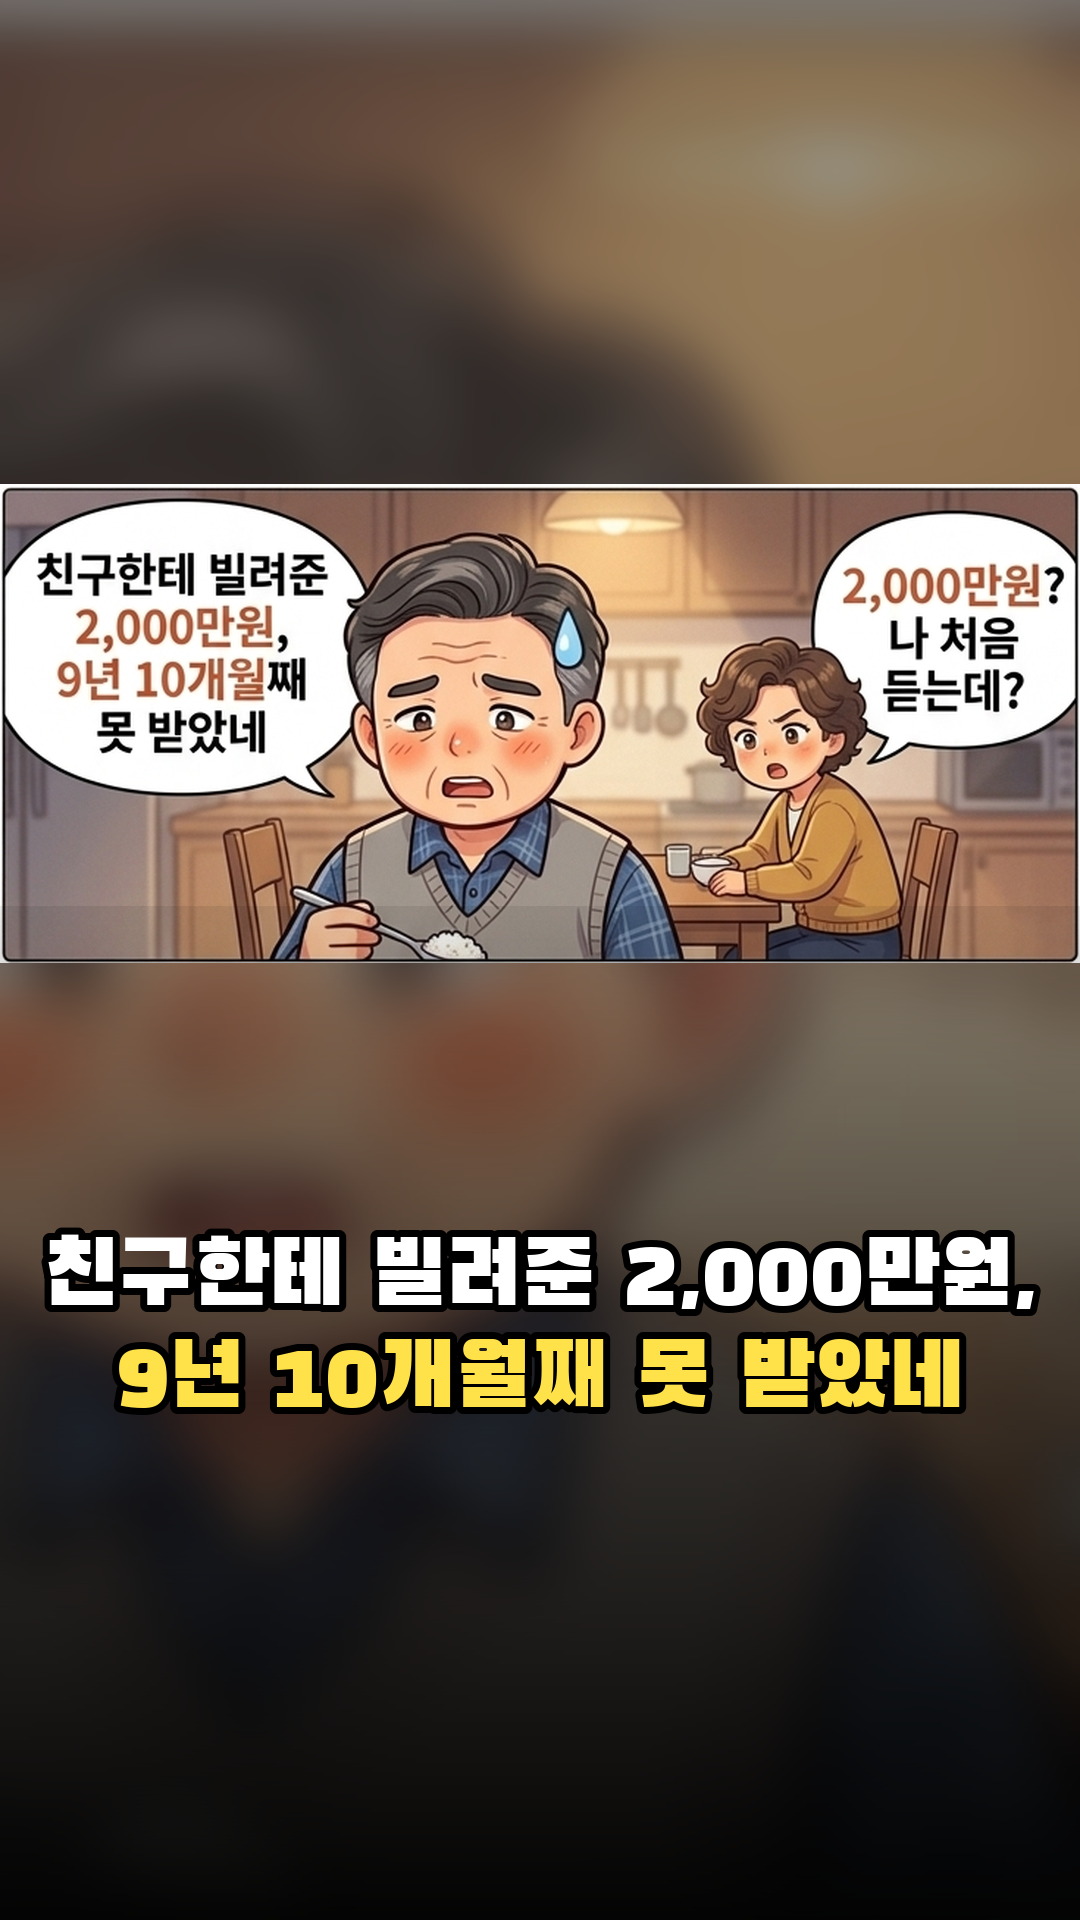 친구한테 빌려준
2,000만원,
9년 10개월째
못 받았네
2,000만원?
나 처음
듣는데?
친구한테 빌려준 2,000만원,
9년 10개월째 못 받았네